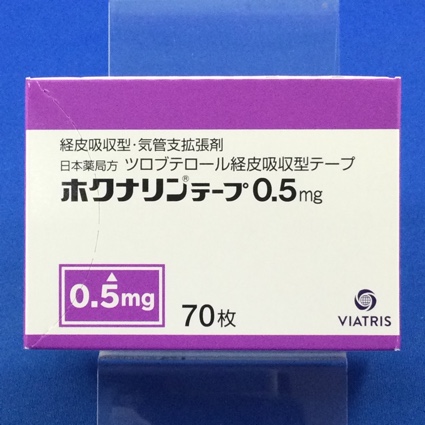 経皮吸収型・気管支拡張剤
日本薬局方 ツロブテロール経皮吸収型テープ
ホクナリン®テープ0.5mg
0.5mg
70枚
VIATRIS